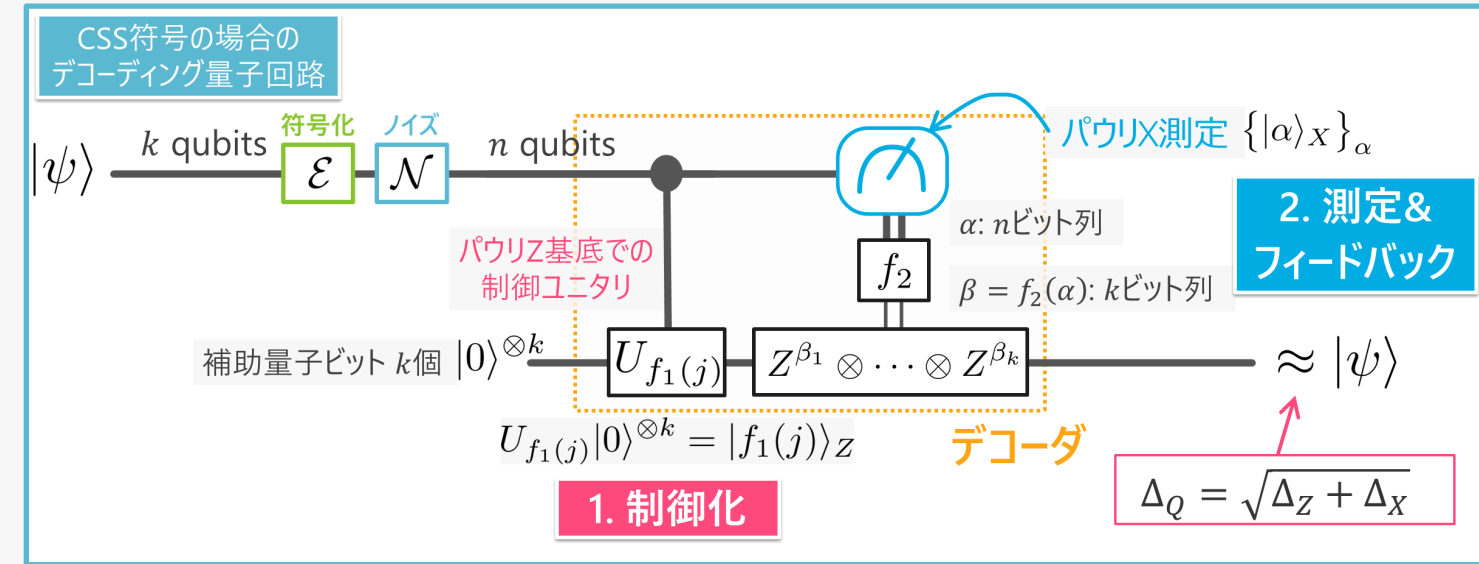 CSS符号の場合の
デコーディング量子回路
|ψ⟩
k qubits
符号化
ℰ
ノイズ
𝒩
n qubits
パウリX測定 {|α⟩_X}_α
2. 測定&
フィードバック
α: nビット列
f_2
β = f_2(α): kビット列
パウリZ基底での
制御ユニタリ
補助量子ビット k個 |0⟩^{⊗k}
U_{f_1(j)}
Z^{β_1} ⊗ ⋯ ⊗ Z^{β_k}
≈ |ψ⟩
U_{f_1(j)}|0⟩^{⊗k} = |f_1(j)⟩_Z
デコーダ
1. 制御化
Δ_Q = √(Δ_Z + Δ_X)